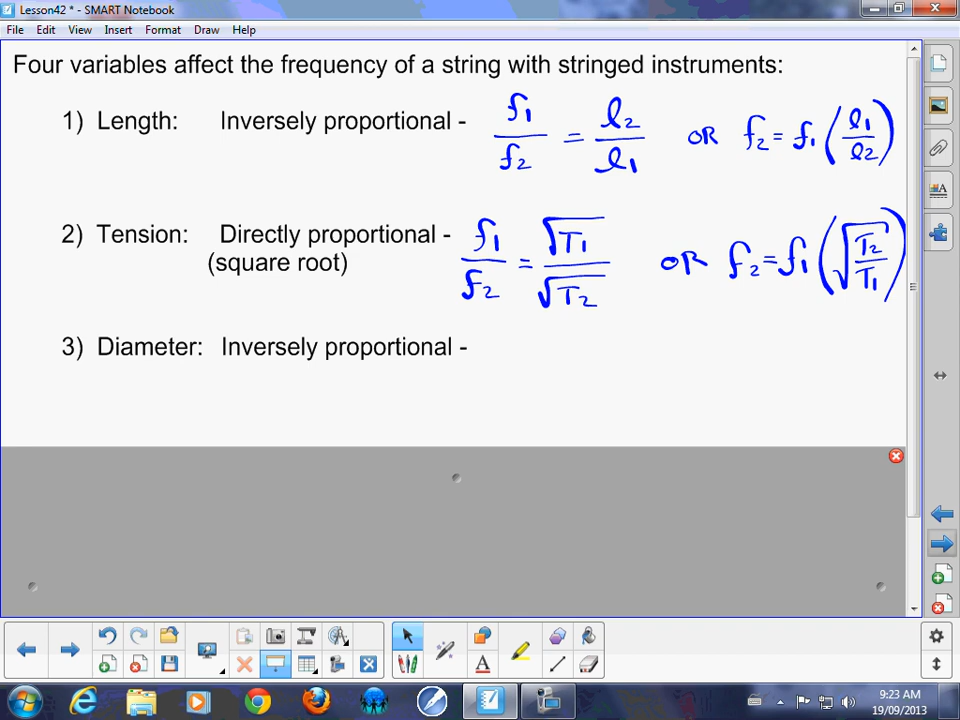 Lesson42 * - SMART Notebook
File Edit View Insert Format Draw Help
Four variables affect the frequency of a string with stringed instruments:
1) Length: Inversely proportional - f1/f2 = l2/l1 OR f2 = f1 (l1/l2)
2) Tension: Directly proportional - √T1/√T2 = f1/f2 OR f2 = f1 (√T2/T1)
(square root)
3) Diameter: Inversely proportional -
9:23 AM
19/09/2013